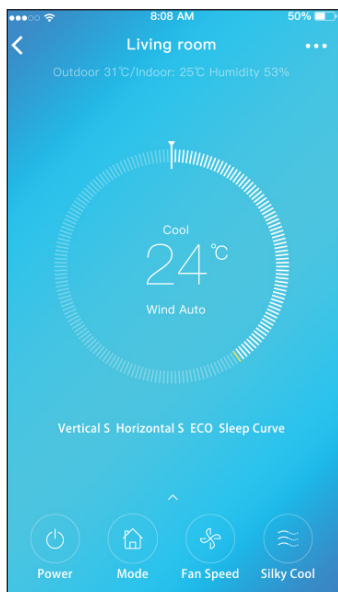 8:08 AM 50%
Living room
Outdoor 31℃/Indoor: 25℃ Humidity 53%
Cool
24℃
Wind Auto
Vertical S Horizontal S ECO Sleep Curve
Power Mode Fan Speed Silky Cool